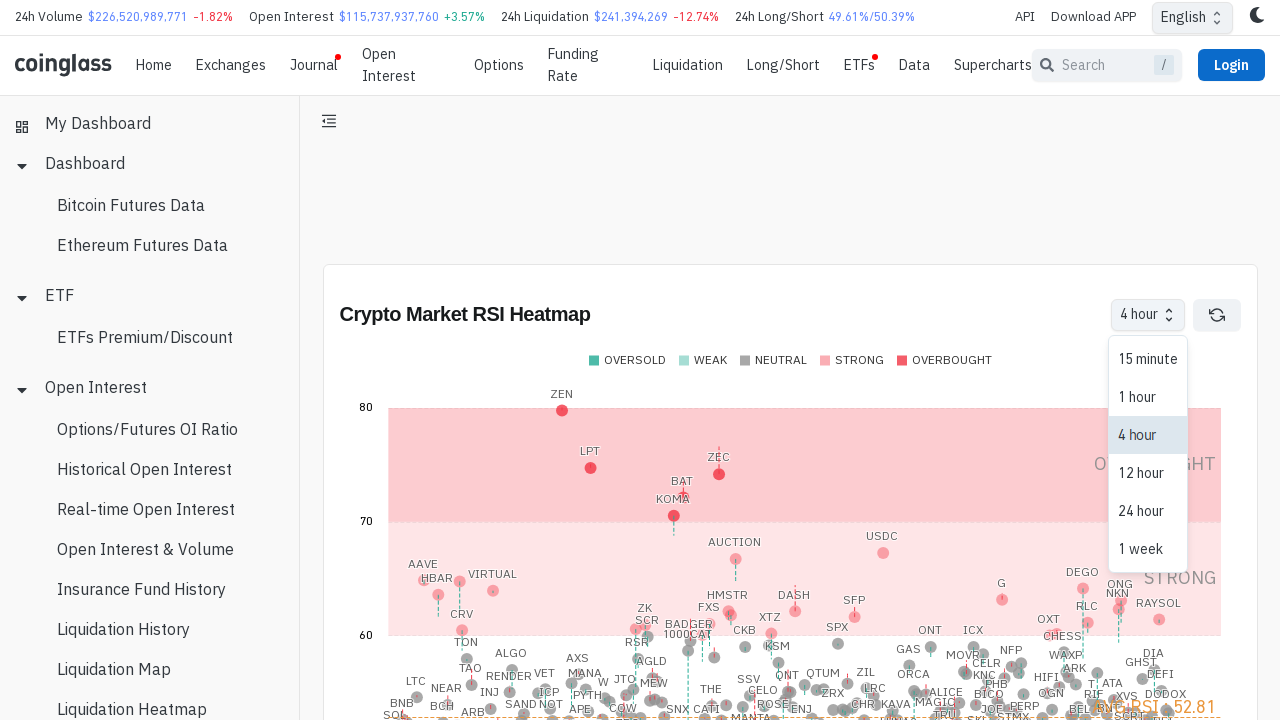 24h Volume $226,520,989,771 -1.82% 24h Open Interest $115,737,937,760 +3.57% 24h Liquidation $241,394,269 -12.74% 24h Long/Short 49.61%/50.39% API Download APP English
coinglass Home Exchanges Journal Open Interest Options Funding Rate Liquidation Long/Short ETFs Data Supercharts Search / Login
My Dashboard
Dashboard
Bitcoin Futures Data
Ethereum Futures Data
ETF
ETFs Premium/Discount
Open Interest
Options/Futures OI Ratio
Historical Open Interest
Real-time Open Interest
Open Interest & Volume
Insurance Fund History
Liquidation History
Liquidation Map
Liquidation Heatmap
Crypto Market RSI Heatmap
4 hour
15 minute
1 hour
4 hour
12 hour
24 hour
1 week
OVERSOLD WEAK NEUTRAL STRONG OVERBOUGHT
ZEN
80
LPT
ZEC
BAT
KOMA
70
AUCTION USDC
AAVE
HBAR VIRTUAL DEGO STRONG
ONG
NKN
HMSTR DASH SFP G
FXS RLC RAYSOL
CRV ZK
SCR XTZ OXT
BADGER
1000CAT CKB SPX ONT ICX
60
TON RSR KSM CHESS
ALGO AXS AGLD GAS MOVR NFP WAXP DIA
TAO RENDER VET MANA SSV QNT QTUM ZIL ORCA CELR ARK GHST
LTC NEAR INJ ICP PYTH JTO W MEW THE CELO ZRX LRC KNC PHB HIFI ATA DEFI
BNB BCH SAND NOT APE COW SNX CATI ROSE ENJ CHR KAVA ALICE BICO OGN RIF XVS DODOX
SOL ARB MANTA MAGIC JOE PERP BEL BNT
TRU STMX